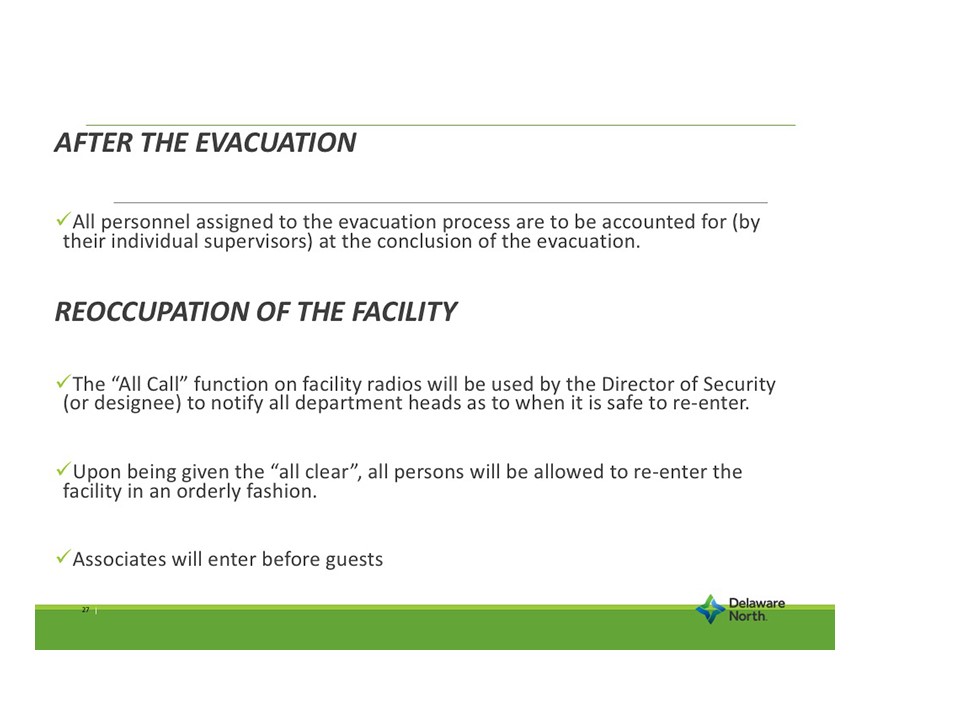 AFTER THE EVACUATION
✓All personnel assigned to the evacuation process are to be accounted for (by
their individual supervisors) at the conclusion of the evacuation.
REOCCUPATION OF THE FACILITY
✓The “All Call” function on facility radios will be used by the Director of Security
(or designee) to notify all department heads as to when it is safe to re-enter.
✓Upon being given the “all clear”, all persons will be allowed to re-enter the
facility in an orderly fashion.
✓Associates will enter before guests
27 |
Delaware
North.